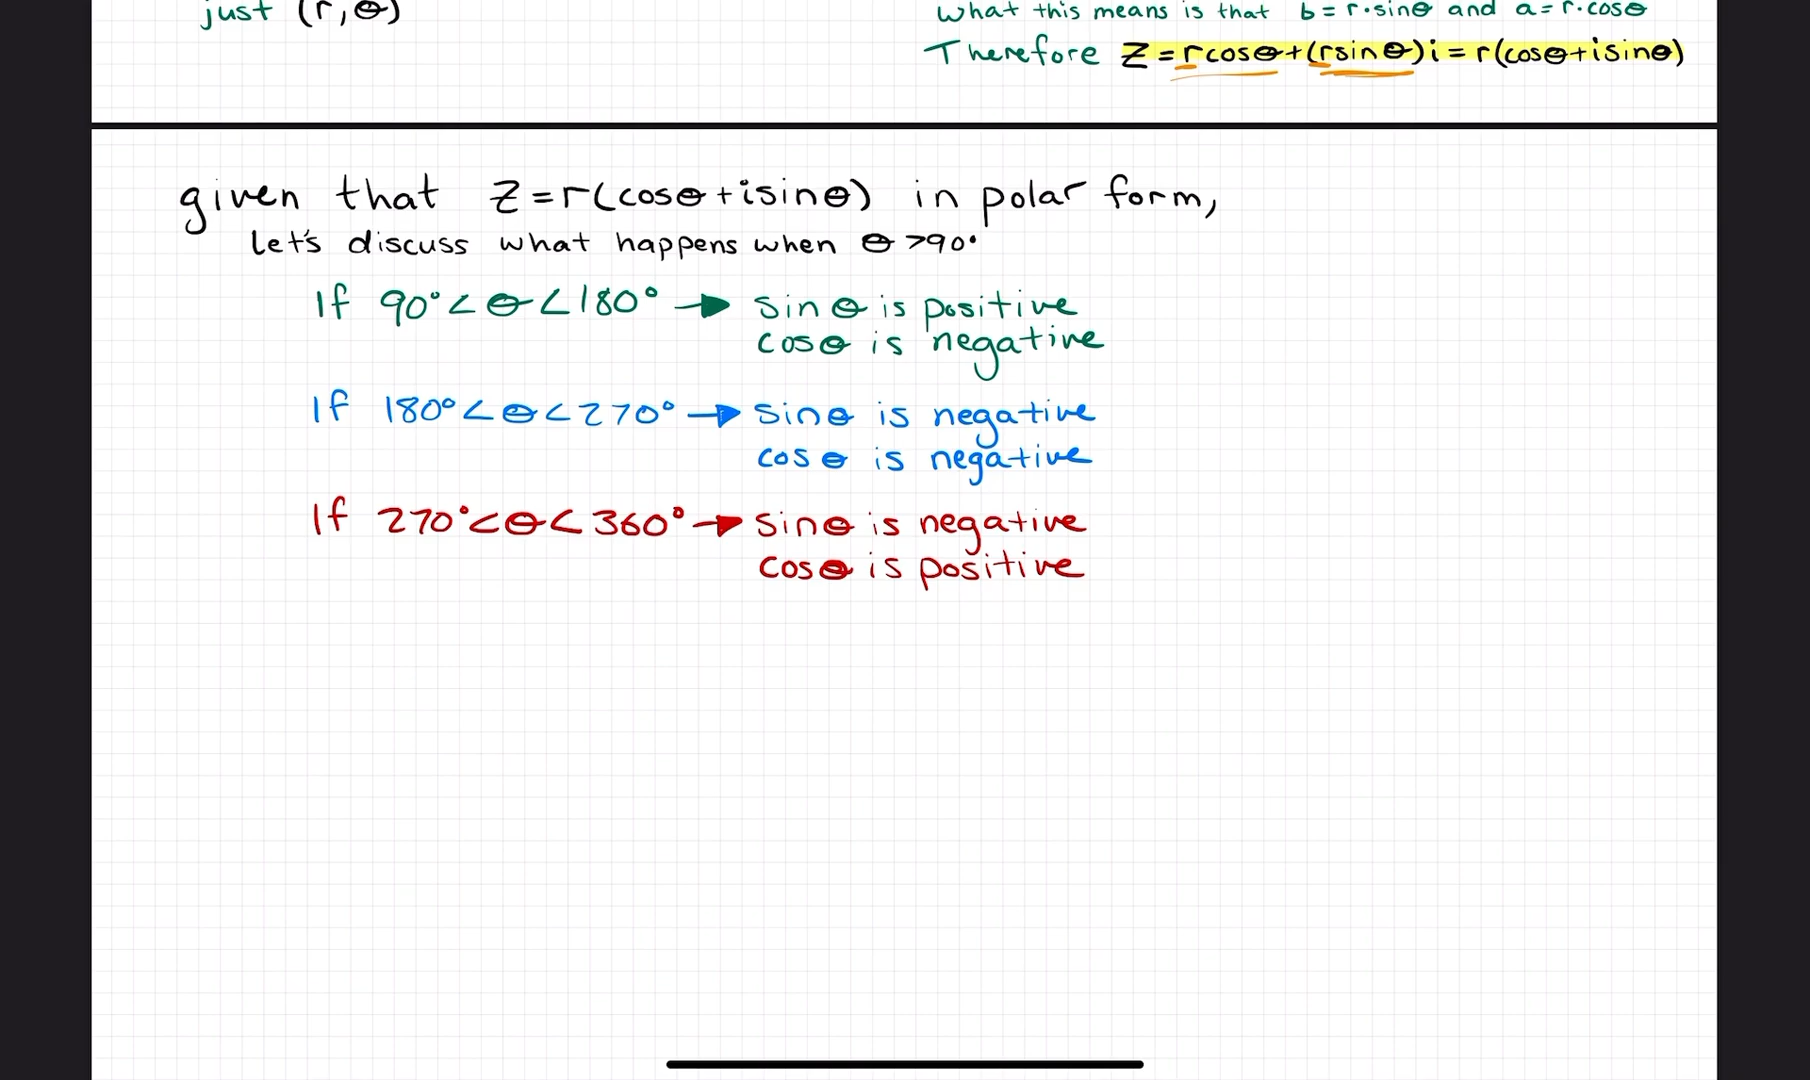 just (r, θ)
What this means is that b = r·sinθ and a = r·cosθ
Therefore Z = rcosθ+(rsinθ)i = r(cosθ+isinθ)
given that Z=r(cosθ+isinθ) in polar form,
Let's discuss what happens when θ >90°
If 90°<θ<180° → sinθ is positive
cosθ is negative
If 180°<θ<270° → sinθ is negative
cosθ is negative
If 270°<θ<360° → sinθ is negative
cosθ is positive